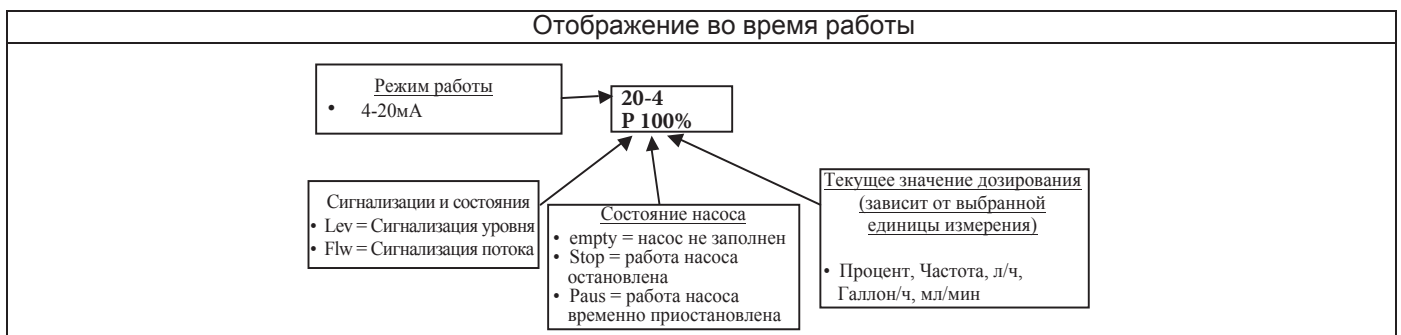 Отображение во время работы
Режим работы
• 4-20мА
20-4
P 100%
Сигнализации и состояния
• Lev = Сигнализация уровня
• Flw = Сигнализация потока
Состояние насоса
• empty = насос не заполнен
• Stop = работа насоса
остановлена
• Paus = работа насоса
временно приостановлена
Текущее значение дозирования
(зависит от выбранной
единицы измерения)
• Процент, Частота, л/ч,
Галлон/ч, мл/мин